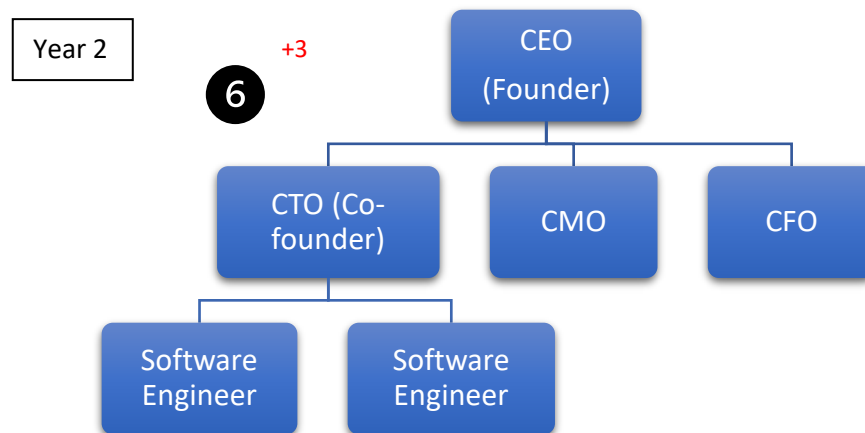 Year 2
+3
6
CEO
(Founder)
CTO (Co-
founder)
CMO
CFO
Software
Engineer
Software
Engineer